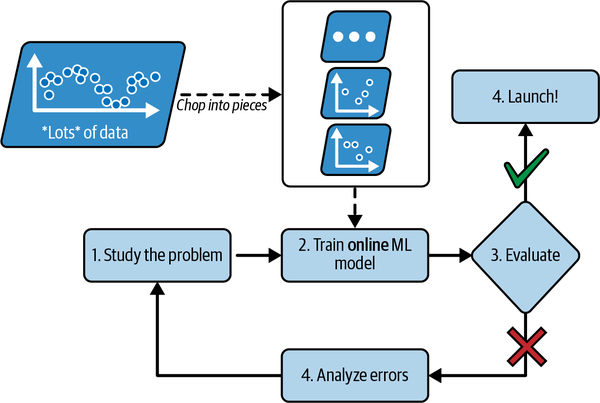 *Lots* of data
Chop into pieces
4. Launch!
1. Study the problem
2. Train online ML
model
3. Evaluate
4. Analyze errors